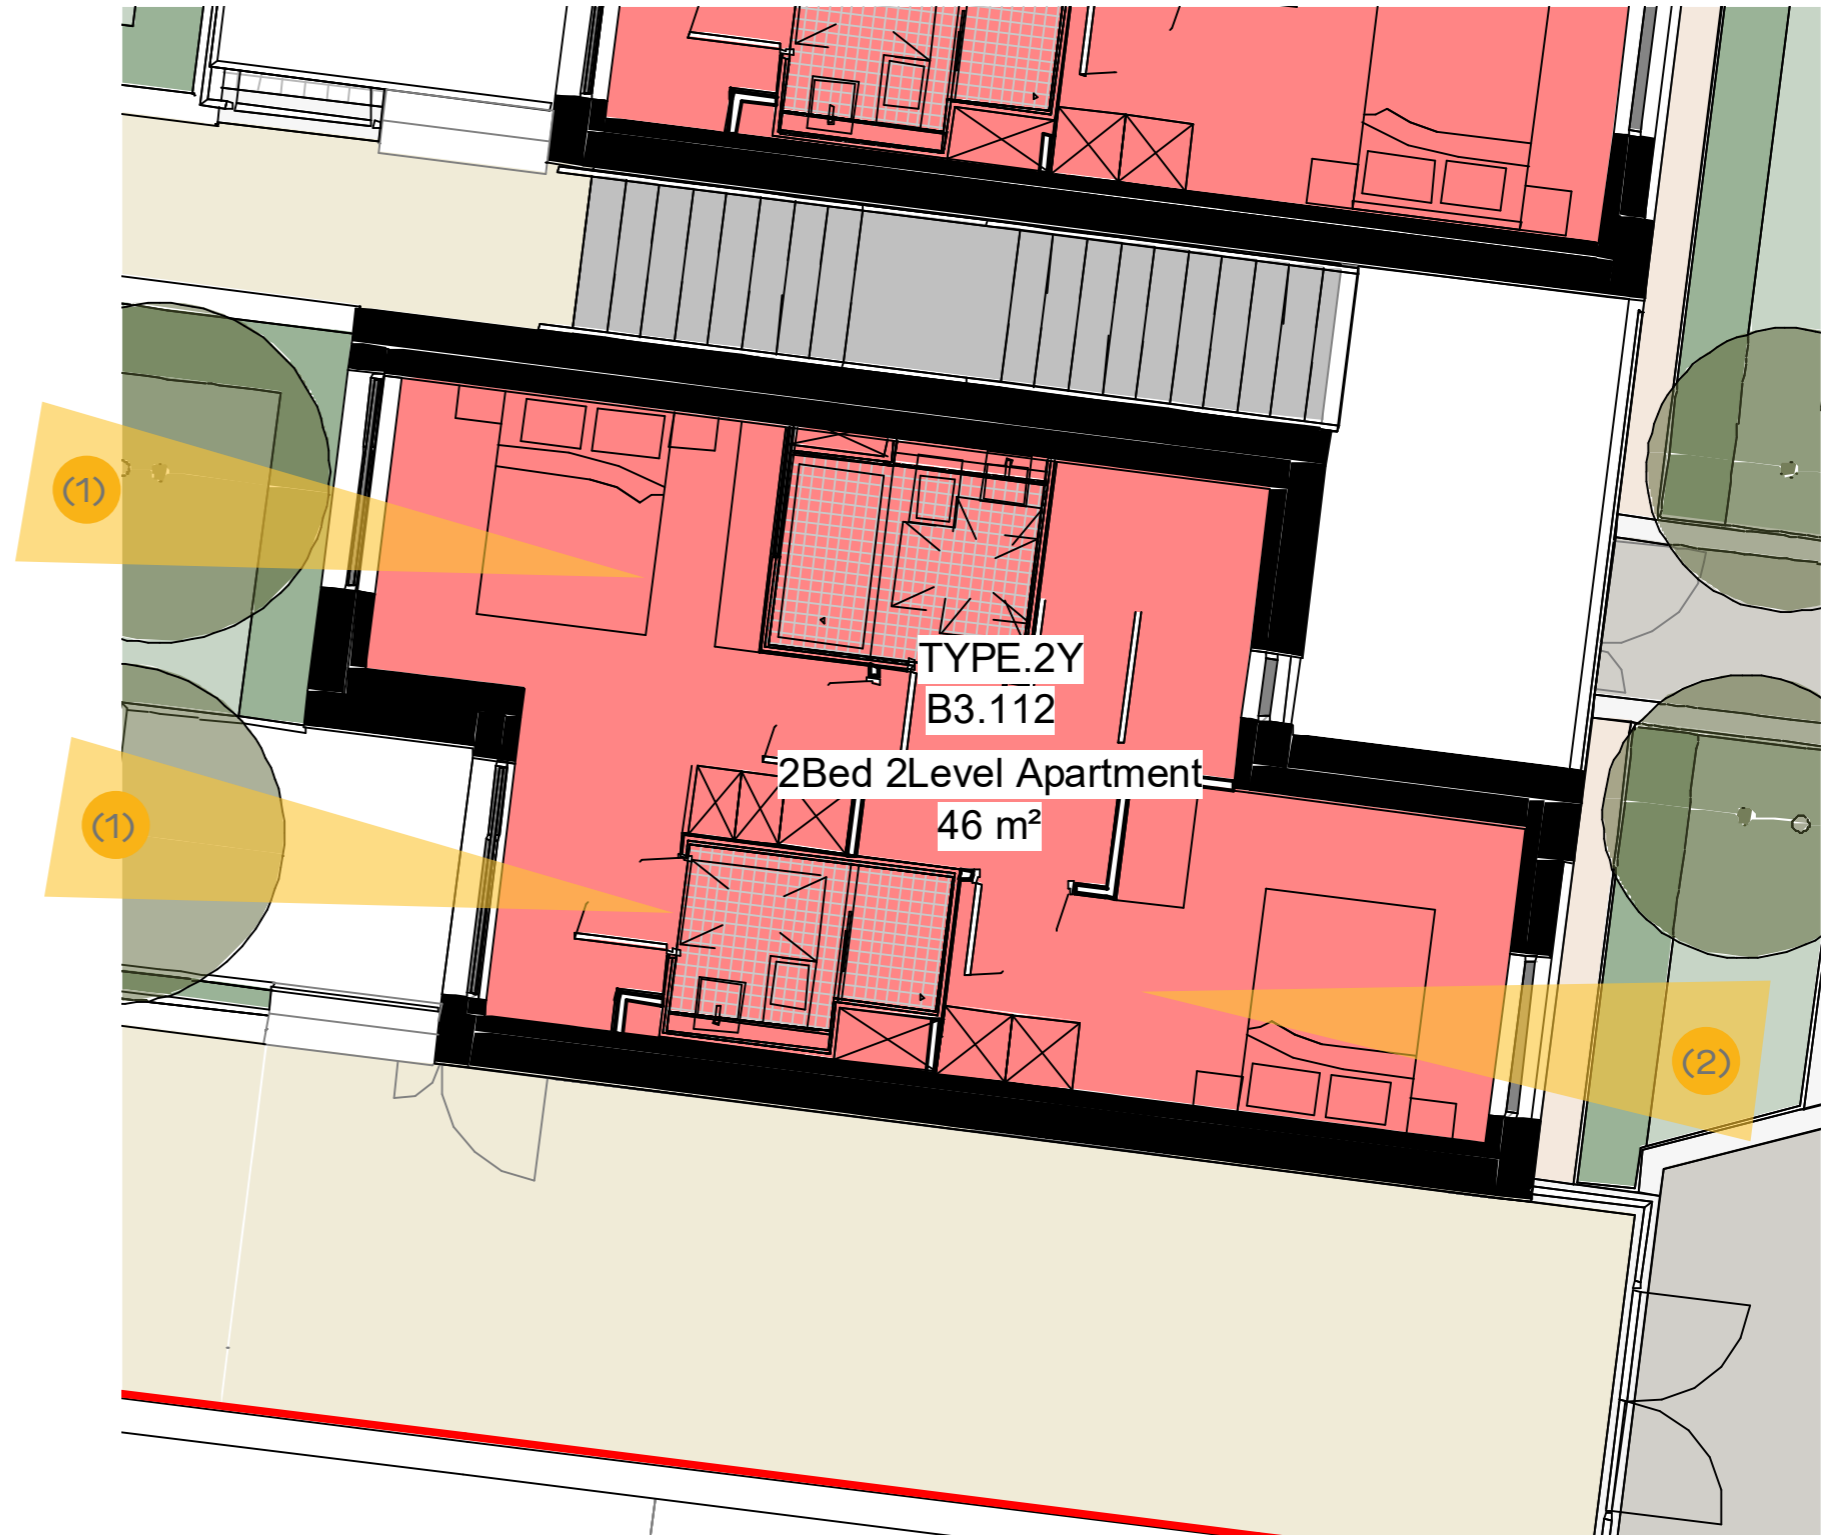 (1)
TYPE.2Y
B3.112
2Bed 2Level Apartment
46 m²
(1)
(2)